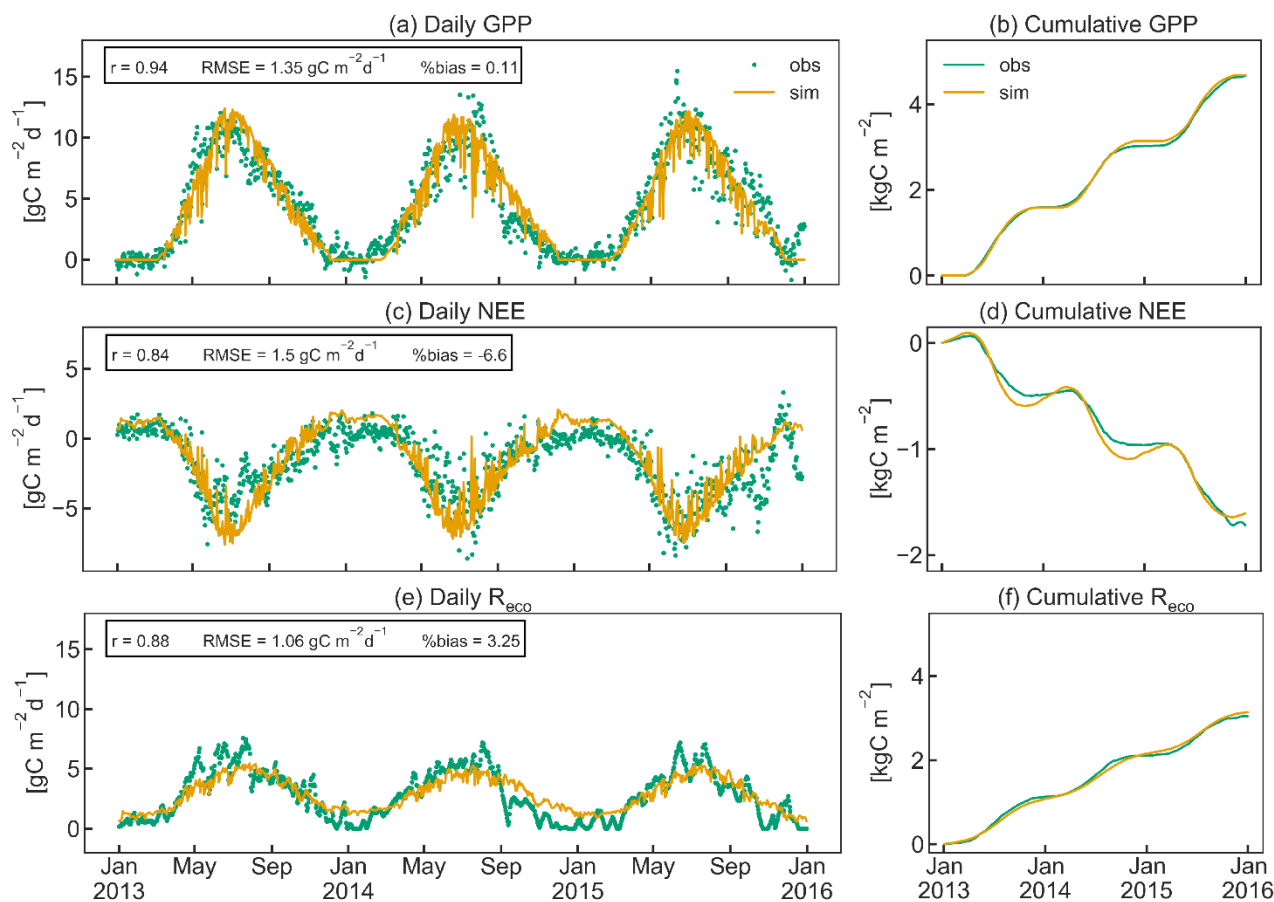 (a) Daily GPP
r = 0.94 RMSE = 1.35 gC m⁻²d⁻¹ %bias = 0.11
obs
sim
15
10
5
0
[gC m⁻²d⁻¹]
(b) Cumulative GPP
obs
sim
4
2
0
[kgC m⁻²]
(c) Daily NEE
r = 0.84 RMSE = 1.5 gC m⁻²d⁻¹ %bias = -6.6
5
0
−5
[gC m⁻²d⁻¹]
Jan May Sep Jan May Sep Jan May Sep Jan
2013 2014 2015 2016
(d) Cumulative NEE
0
−1
−2
[kgC m⁻²]
(e) Daily Rₑcₒ
r = 0.88 RMSE = 1.06 gC m⁻²d⁻¹ %bias = 3.25
15
10
5
0
[gC m⁻²d⁻¹]
(f) Cumulative Rₑcₒ
4
2
0
[kgC m⁻²]
Jan Jan Jan Jan
2013 2014 2015 2016